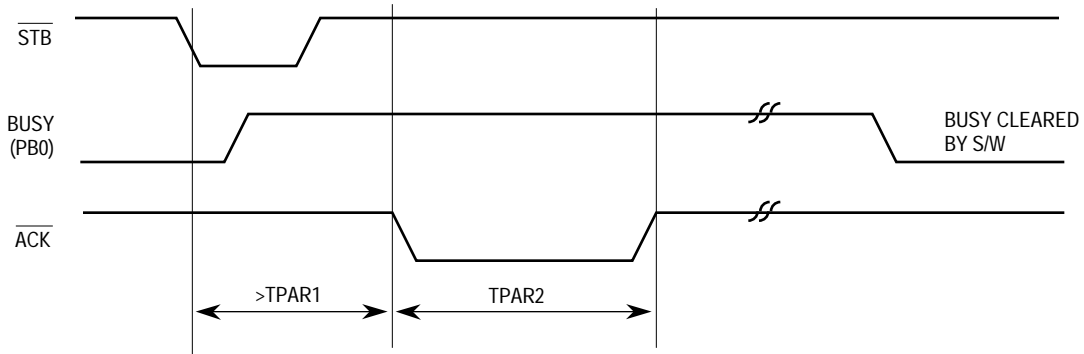 STB
BUSY
(PB0)
BUSY CLEARED
BY S/W
ACK
>TPAR1
TPAR2